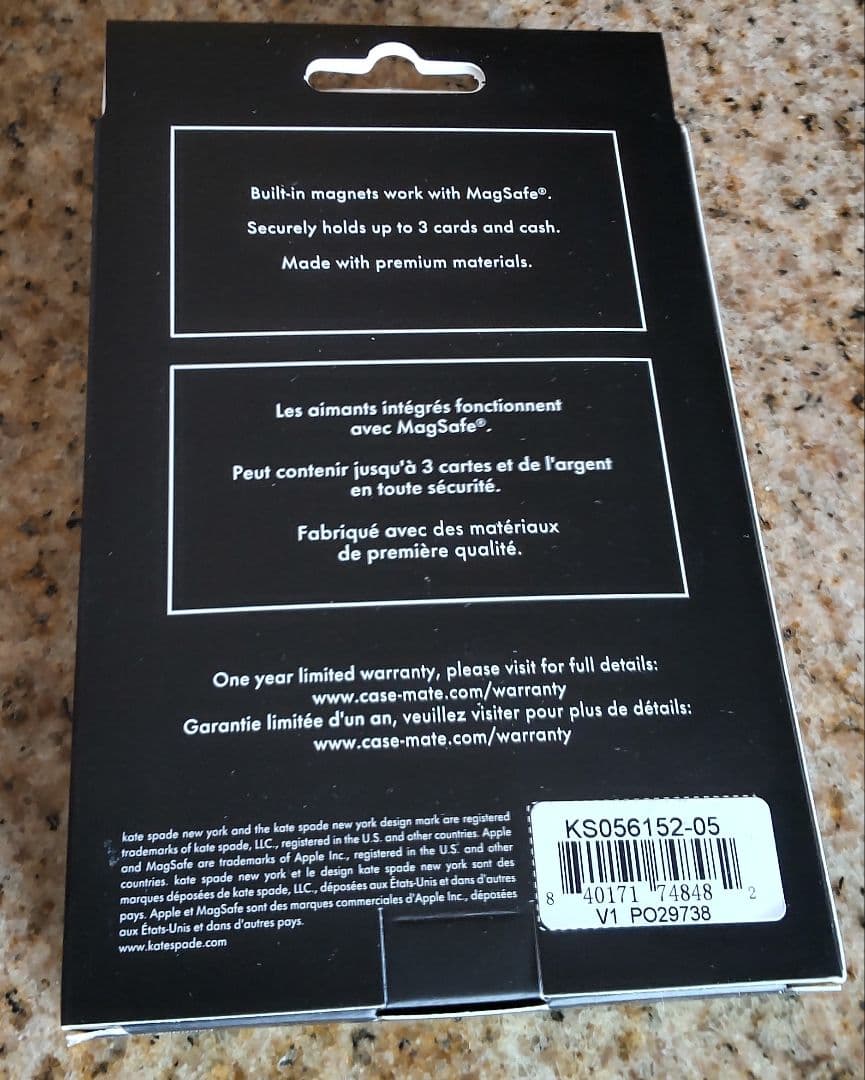 Built-in magnets work with MagSafe®.
Securely holds up to 3 cards and cash.
Made with premium materials.
Les aimants intégrés fonctionnent
avec MagSafe®.
Peut contenir jusqu'à 3 cartes et de l'argent
en toute sécurité.
Fabriqué avec des matériaux
de première qualité.
One year limited warranty, please visit for full details:
www.case-mate.com/warranty
Garantie limitée d'un an, veuillez visiter pour plus de détails:
www.case-mate.com/warranty
kate spade new york and the kate spade new york design mark are registered
trademarks of kate spade, LLC., registered in the U.S. and other countries. Apple
and MagSafe are trademarks of Apple Inc., registered in the U.S. and other
countries. kate spade new york et le design kate spade new york sont des
marques déposées de kate spade, LLC., déposées aux États-Unis et dans d'autres
pays. Apple et MagSafe sont des marques commerciales d'Apple Inc., déposées
aux États-Unis et dans d'autres pays.
www.katespade.com
KS056152-05
8 40171 74848 2
V1 PO29738